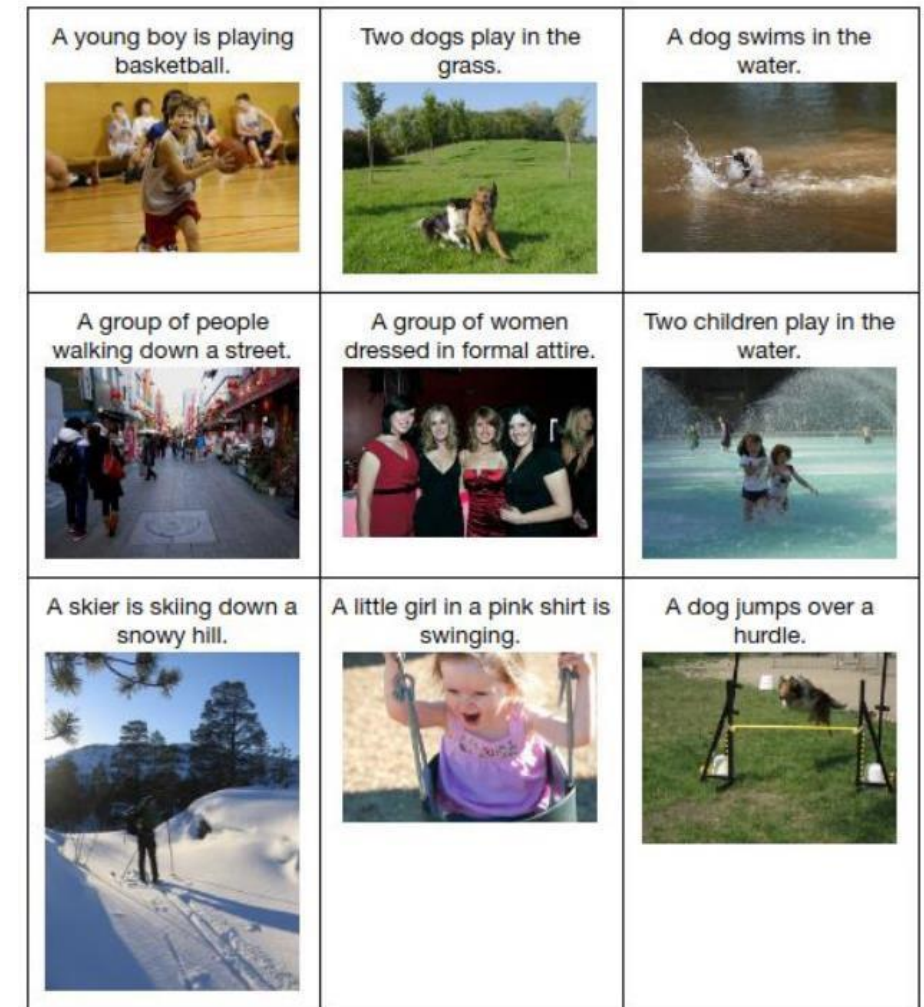 A young boy is playing
basketball.
Two dogs play in the
grass.
A dog swims in the
water.
A group of people
walking down a street.
A group of women
dressed in formal attire.
Two children play in the
water.
A skier is skiing down a
snowy hill.
A little girl in a pink shirt is
swinging.
A dog jumps over a
hurdle.